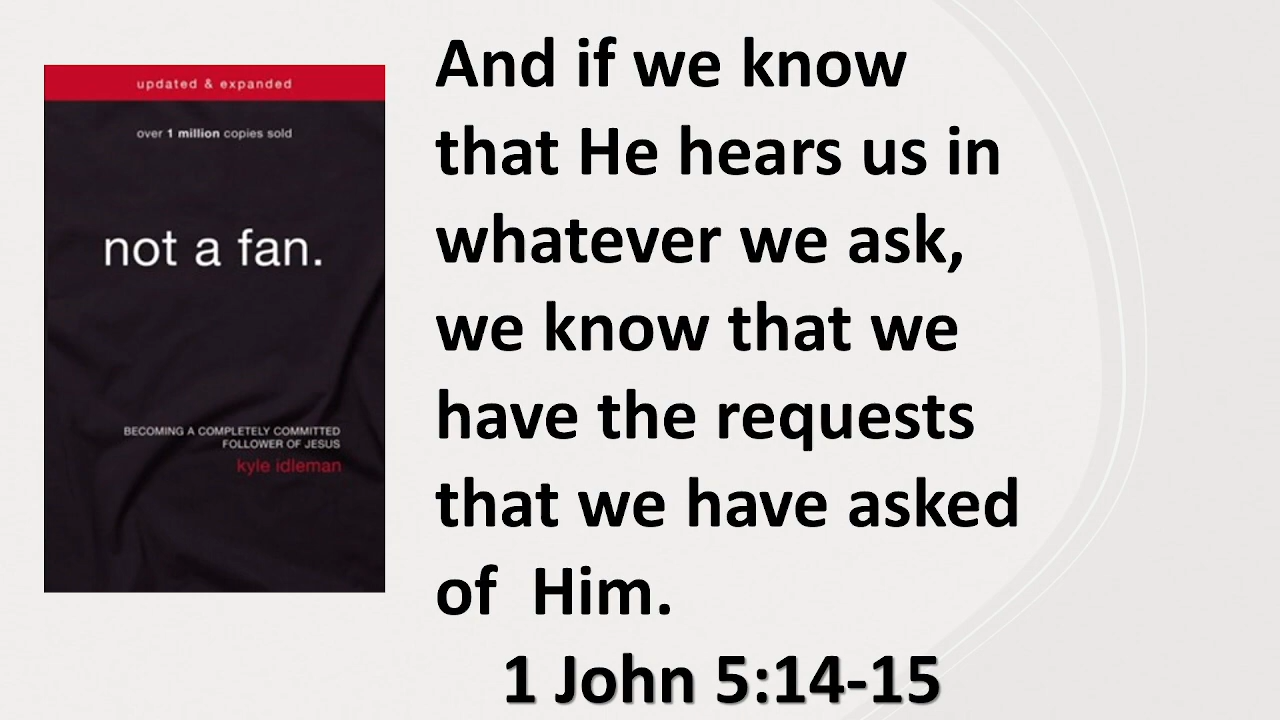 updated & expanded
over 1 million copies sold
not a fan.
BECOMING A COMPLETELY COMMITTED
FOLLOWER OF JESUS
kyle idleman
And if we know
that He hears us in
whatever we ask,
we know that we
have the requests
that we have asked
of  Him.
1 John 5:14-15